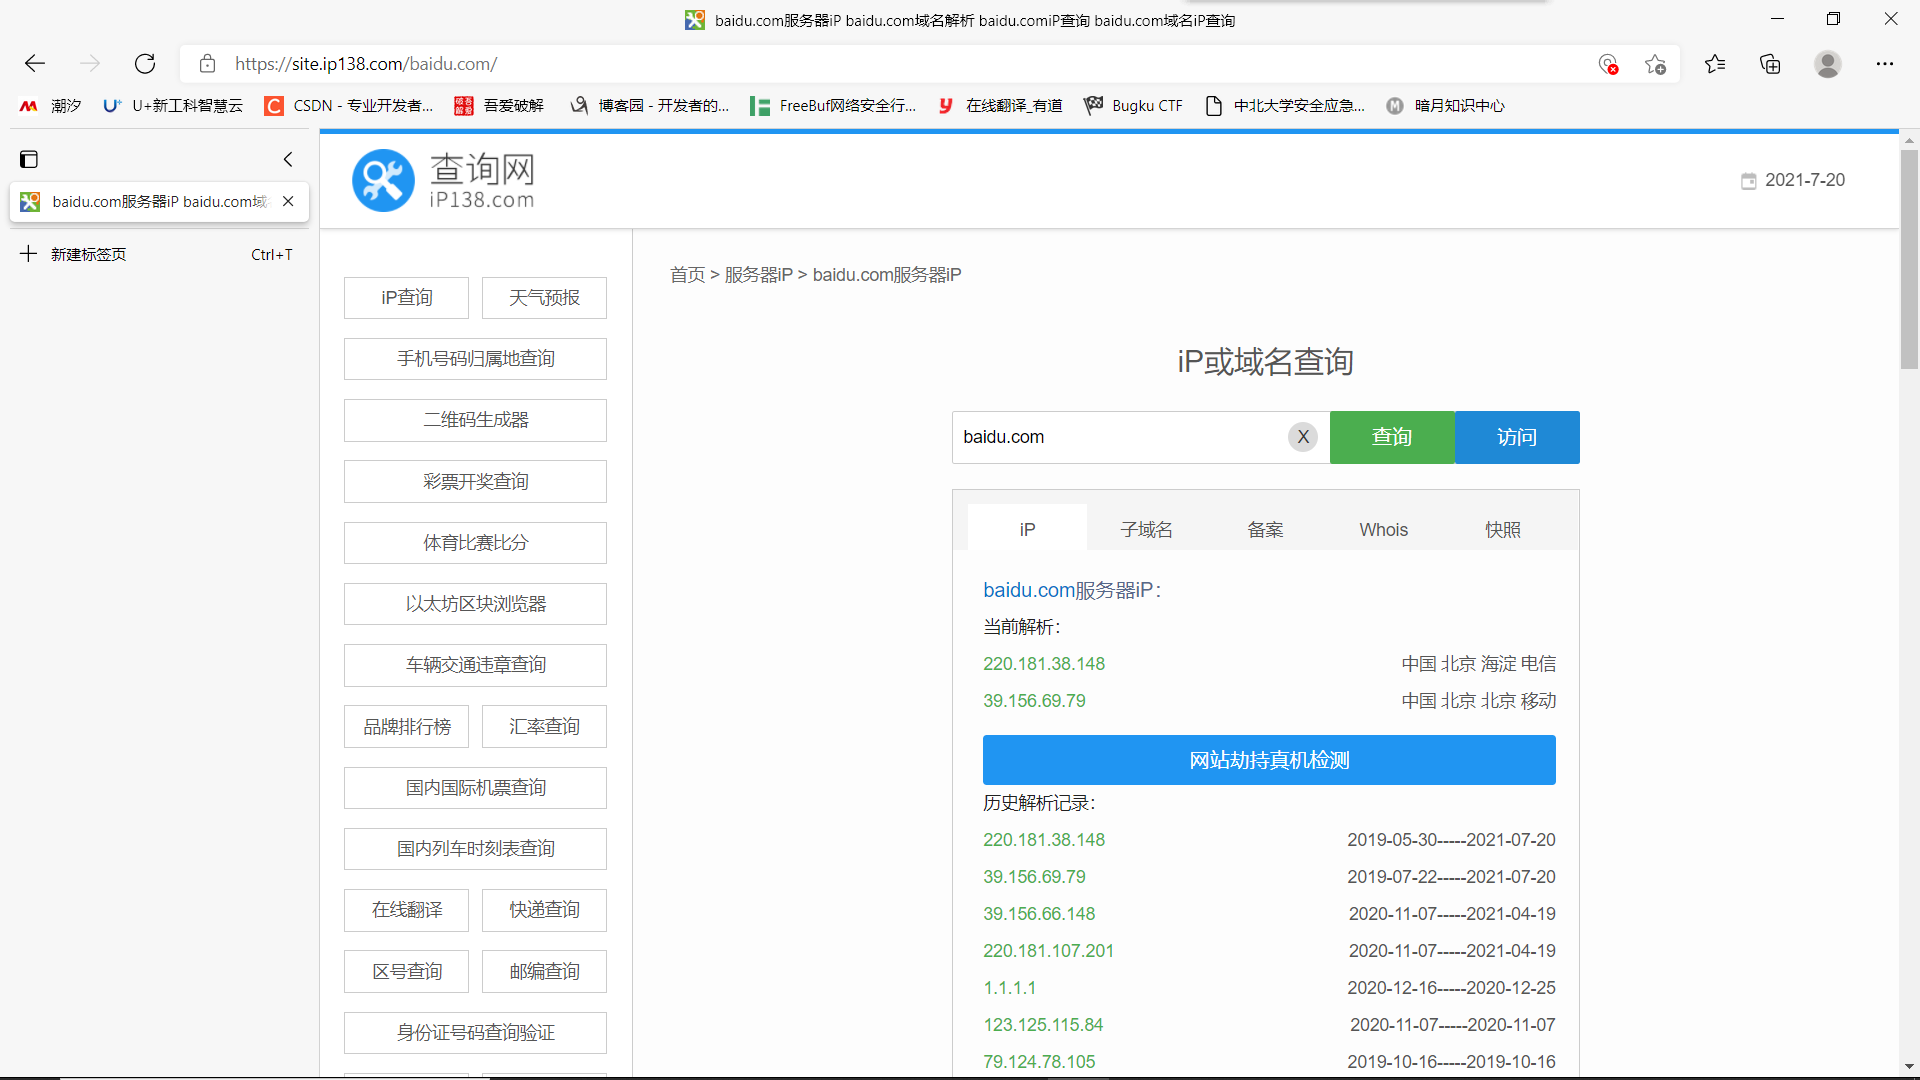 baidu.com服务器iP baidu.com域名解析 baidu.comiP查询 baidu.com域名iP查询
https://site.ip138.com/baidu.com/
潮汐 U+新工科智慧云 CSDN - 专业开发者... 吾爱破解 博客园 - 开发者的... FreeBuf网络安全行... 在线翻译_有道 Bugku CTF 中北大学安全应急... 暗月知识中心
baidu.com服务器iP baidu.com域
新建标签页 Ctrl+T
查询网
iP138.com
2021-7-20
iP查询 天气预报
手机号码归属地查询
二维码生成器
彩票开奖查询
体育比赛比分
以太坊区块浏览器
车辆交通违章查询
品牌排行榜 汇率查询
国内国际机票查询
国内列车时刻表查询
在线翻译 快递查询
区号查询 邮编查询
身份证号码查询验证
首页 > 服务器iP > baidu.com服务器iP
iP或域名查询
baidu.com X 查询 访问
iP 子域名 备案 Whois 快照
baidu.com服务器iP：
当前解析：
220.181.38.148 中国 北京 海淀 电信
39.156.69.79 中国 北京 北京 移动
网站劫持真机检测
历史解析记录：
220.181.38.148 2019-05-30-----2021-07-20
39.156.69.79 2019-07-22-----2021-07-20
39.156.66.148 2020-11-07-----2021-04-19
220.181.107.201 2020-11-07-----2021-04-19
1.1.1.1 2020-12-16-----2020-12-25
123.125.115.84 2020-11-07-----2020-11-07
79.124.78.105 2019-10-16-----2019-10-16